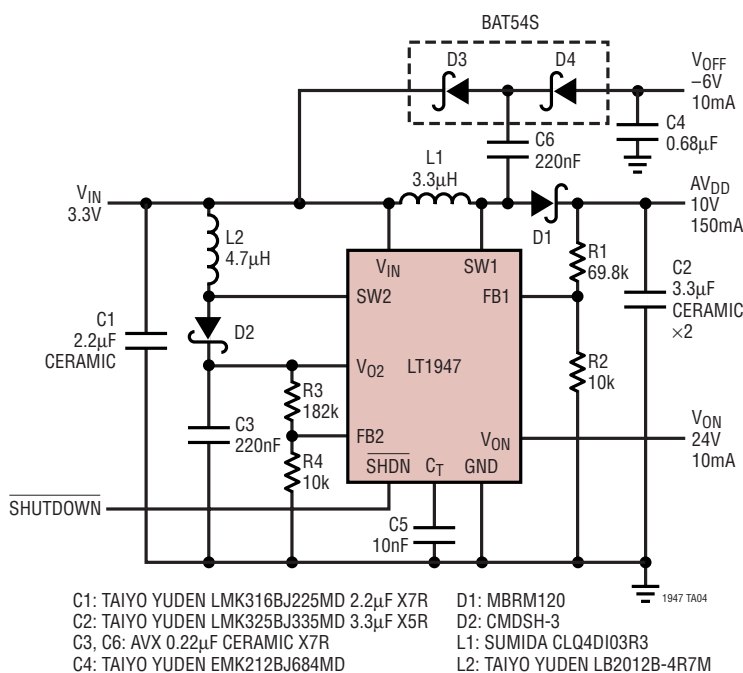 BAT54S
D3
D4
VOFF
–6V
10mA
C4
0.68µF
C6
220nF
L1
3.3µH
VIN
3.3V
AVDD
10V
150mA
D1
L2
4.7µH
VIN
SW1
R1
69.8k
C2
3.3µF
CERAMIC
×2
SW2
FB1
C1
2.2µF
CERAMIC
D2
VO2
LT1947
R2
10k
R3
182k
C3
220nF
FB2
VON
VON
24V
10mA
R4
10k
SHDN
CT
GND
SHUTDOWN
C5
10nF
1947 TA04
C1: TAIYO YUDEN LMK316BJ225MD 2.2µF X7R
C2: TAIYO YUDEN LMK325BJ335MD 3.3µF X5R
C3, C6: AVX 0.22µF CERAMIC X7R
C4: TAIYO YUDEN EMK212BJ684MD
D1: MBRM120
D2: CMDSH-3
L1: SUMIDA CLQ4DI03R3
L2: TAIYO YUDEN LB2012B-4R7M